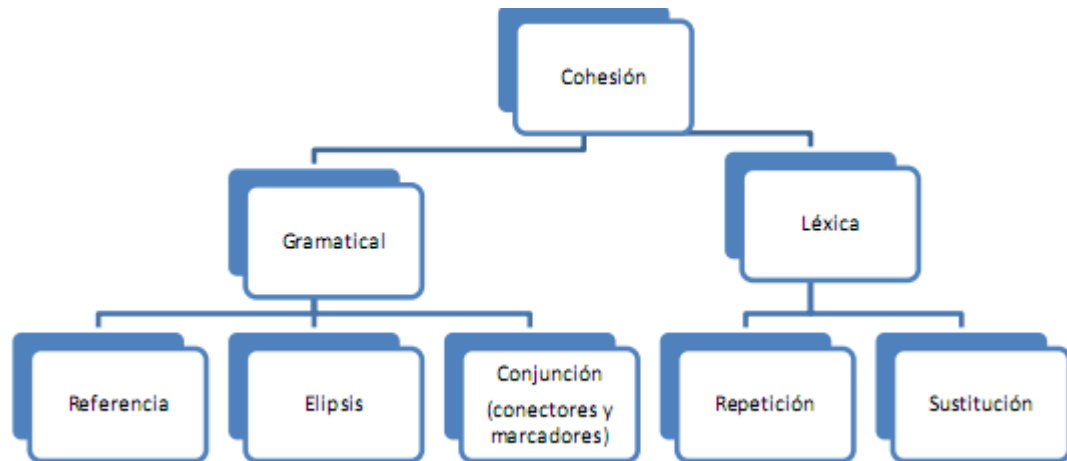 Cohesión
Gramatical
Léxica
Referencia
Elipsis
Conjunción
(conectores y
marcadores)
Repetición
Sustitución